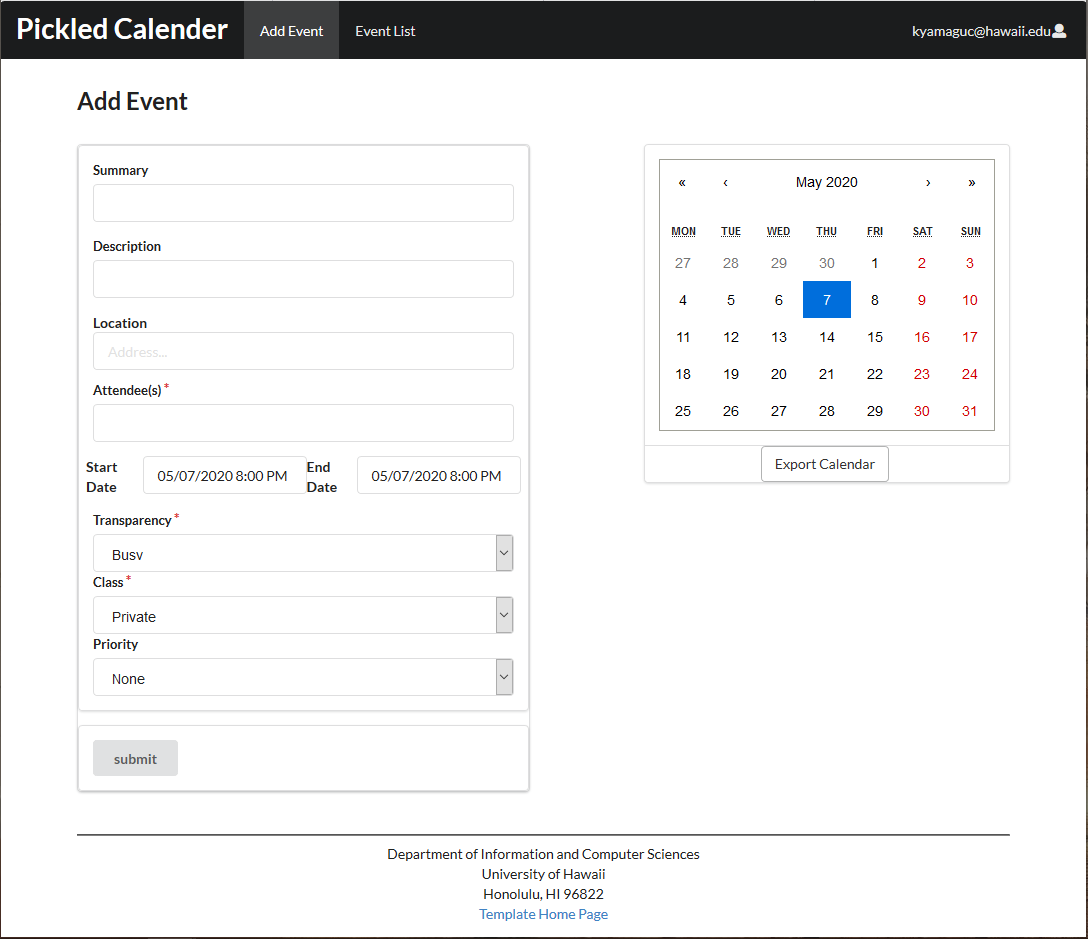 Pickled Calender Add Event Event List kyamaguc@hawaii.edu
Add Event
Summary
Description
Location
Address...
Attendee(s) *
Start Date 05/07/2020 8:00 PM End Date 05/07/2020 8:00 PM
Transparency *
Busy
Class *
Private
Priority
None
submit
« ‹ May 2020 › »
MON TUE WED THU FRI SAT SUN
27 28 29 30 1 2 3
4 5 6 7 8 9 10
11 12 13 14 15 16 17
18 19 20 21 22 23 24
25 26 27 28 29 30 31
Export Calendar
Department of Information and Computer Sciences
University of Hawaii
Honolulu, HI 96822
Template Home Page